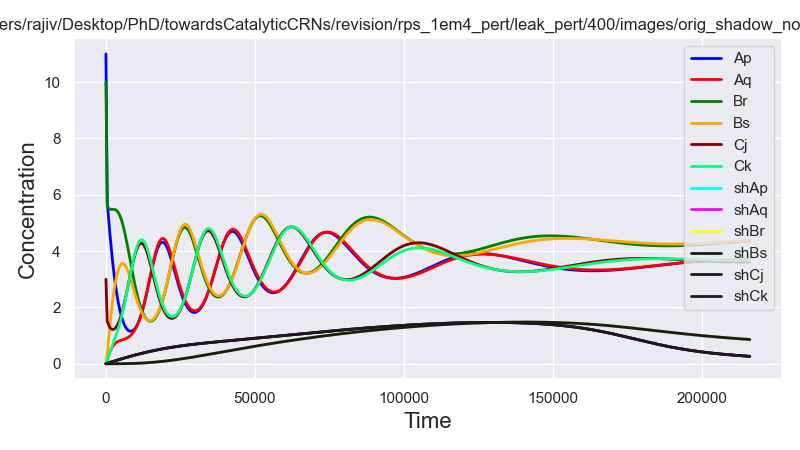 ers/rajiv/Desktop/PhD/towardsCatalyticCRNs/revision/rps_1em4_pert/leak_pert/400/images/orig_shadow_no
Concentration
10
8
6
4
2
0
0
50000
100000
150000
200000
Time
Ap
Aq
Br
Bs
Cj
Ck
shAp
shAq
shBr
shBs
shCj
shCk